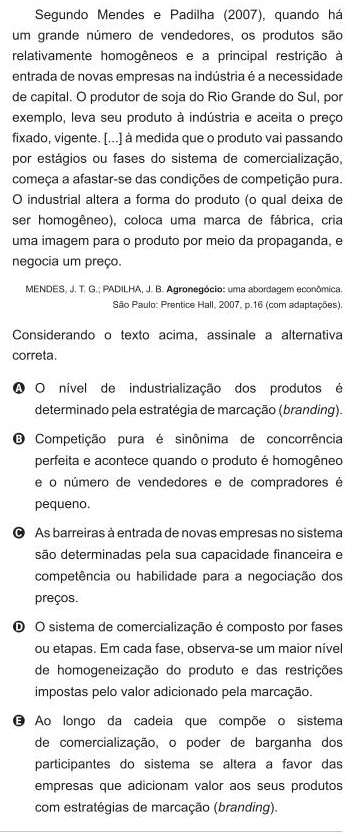 Segundo Mendes e Padilha (2007), quando há
um grande número de vendedores, os produtos são
relativamente homogêneos e a principal restrição à
entrada de novas empresas na indústria é a necessidade
de capital. O produtor de soja do Rio Grande do Sul, por
exemplo, leva seu produto à indústria e aceita o preço
fixado, vigente. [...] à medida que o produto vai passando
por estágios ou fases do sistema de comercialização,
começa a afastar-se das condições de competição pura.
O industrial altera a forma do produto (o qual deixa de
ser homogêneo), coloca uma marca de fábrica, cria
uma imagem para o produto por meio da propaganda, e
negocia um preço.
MENDES, J. T. G.; PADILHA, J. B. Agronegócio: uma abordagem econômica.
São Paulo: Prentice Hall, 2007, p.16 (com adaptações).
Considerando o texto acima, assinale a alternativa
correta.
A O nível de industrialização dos produtos é
determinado pela estratégia de marcação (branding).
B Competição pura é sinônima de concorrência
perfeita e acontece quando o produto é homogêneo
e o número de vendedores e de compradores é
pequeno.
C As barreiras à entrada de novas empresas no sistema
são determinadas pela sua capacidade financeira e
competência ou habilidade para a negociação dos
preços.
D O sistema de comercialização é composto por fases
ou etapas. Em cada fase, observa-se um maior nível
de homogeneização do produto e das restrições
impostas pelo valor adicionado pela marcação.
E Ao longo da cadeia que compõe o sistema
de comercialização, o poder de barganha dos
participantes do sistema se altera a favor das
empresas que adicionam valor aos seus produtos
com estratégias de marcação (branding).